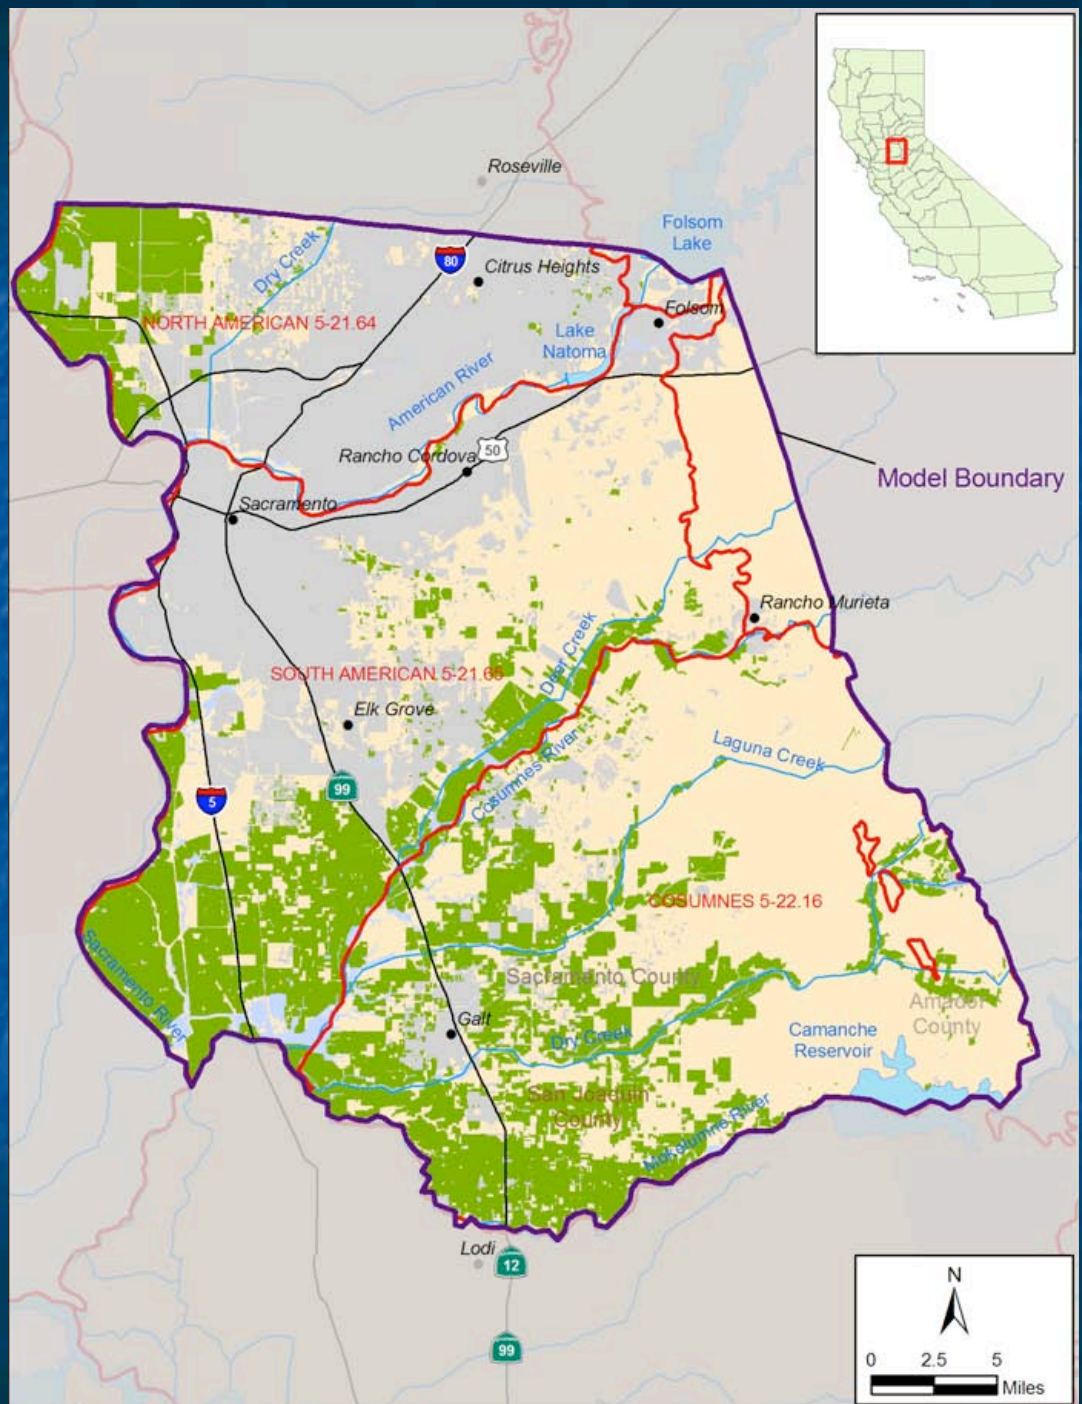 Roseville
Folsom
Lake
80
Citrus Heights
Dry Creek
NORTH AMERICAN 5-21.64
Folsom
Lake
Natoma
American River
Rancho Cordova
50
Model Boundary
Sacramento
Rancho Murieta
Deer Creek
SOUTH AMERICAN 5-21.65
Elk Grove
Laguna Creek
Cosumnes River
99
5
COSUMNES 5-22.16
Sacramento River
Sacramento County
Amador
County
Galt
Dry Creek
Camanche
Reservoir
San Joaquin
County
Mokolumne River
Lodi
12
99
N
0 2.5 5
Miles